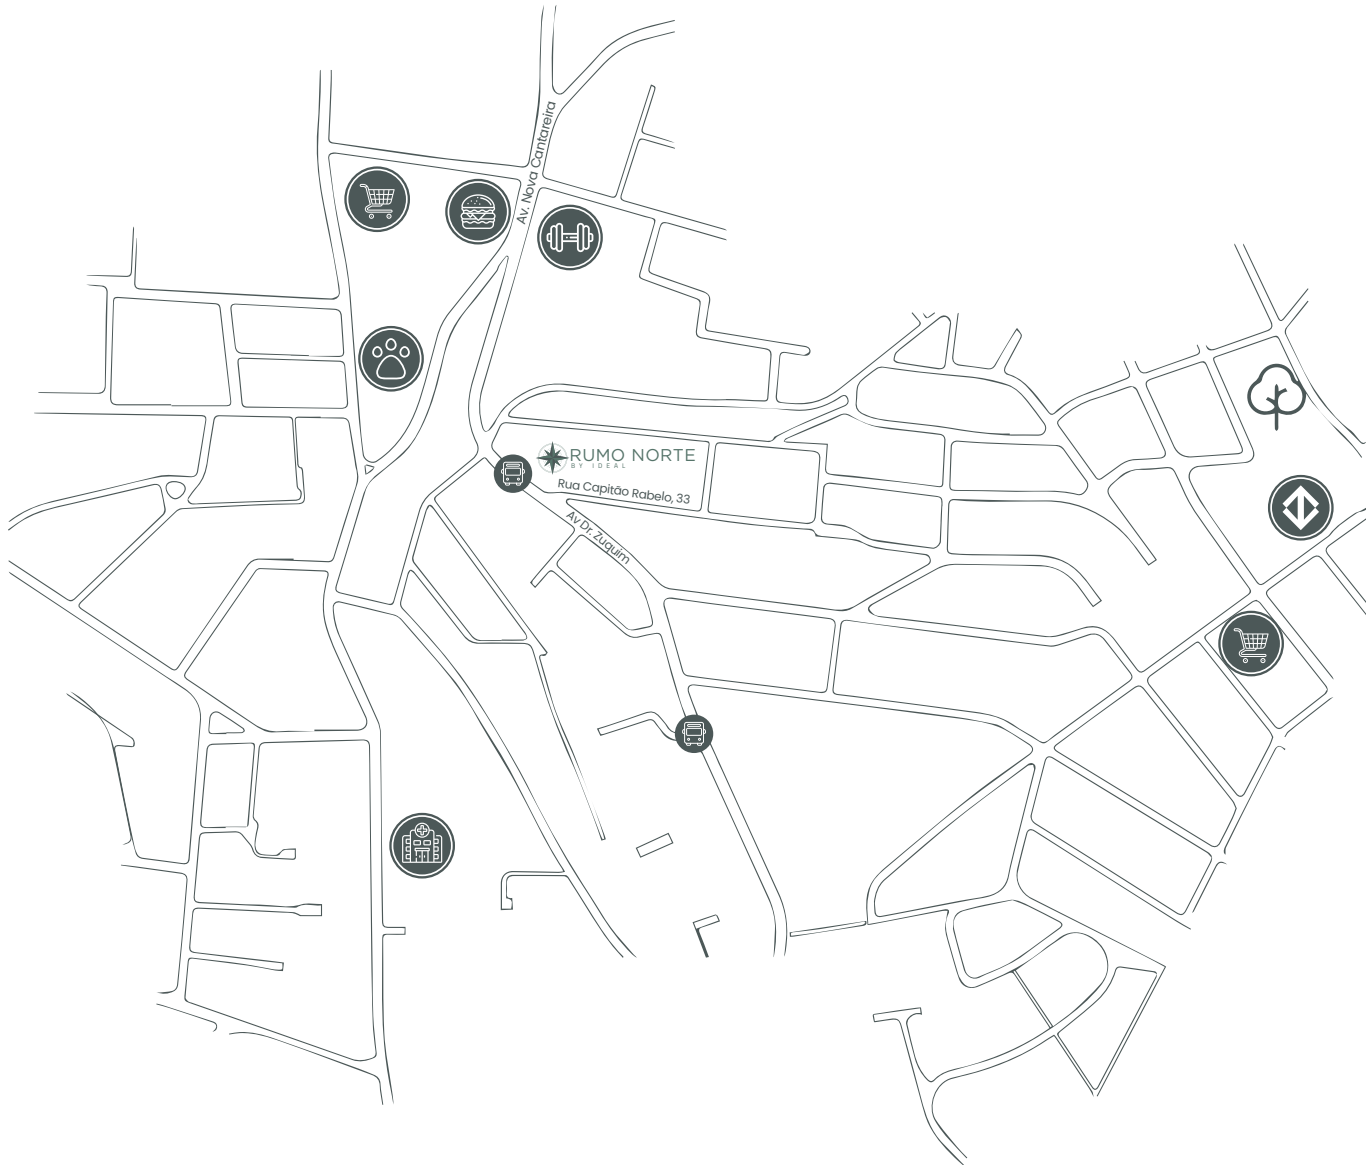 Av. Nova Cantareira
RUMO NORTE
BY IDEAL
Rua Capitão Rabelo, 33
Av Dr. Zuquim